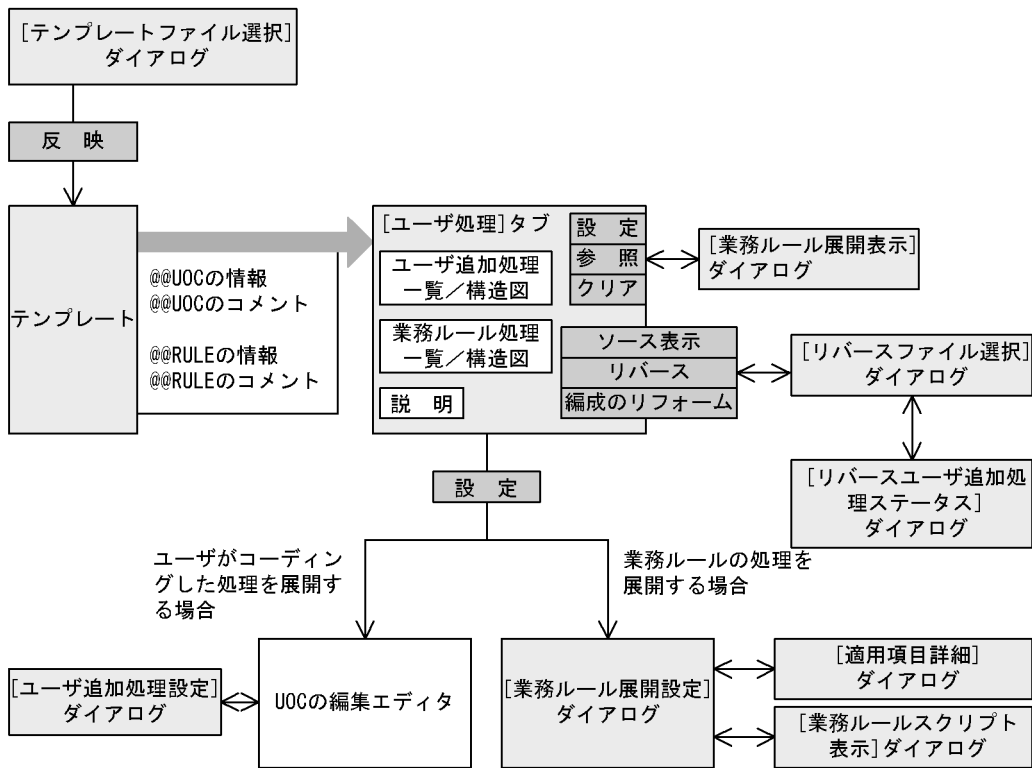 [テンプレートファイル選択]
ダイアログ
反　映
テンプレート
@@UOCの情報
@@UOCのコメント
@@RULEの情報
@@RULEのコメント
[ユーザ処理]タブ
ユーザ追加処理
一覧／構造図
業務ルール処理
一覧／構造図
説　明
設　定
参　照
クリア
ソース表示
リバース
編成のリフォーム
[業務ルール展開表示]
ダイアログ
[リバースファイル選択]
ダイアログ
[リバースユーザ追加処
理ステータス]
ダイアログ
設　定
ユーザがコーディン
グした処理を展開す
る場合
業務ルールの処理を
展開する場合
[ユーザ追加処理設定]
ダイアログ
UOCの編集エディタ
[業務ルール展開設定]
ダイアログ
[適用項目詳細]
ダイアログ
[業務ルールスクリプト
表示]ダイアログ